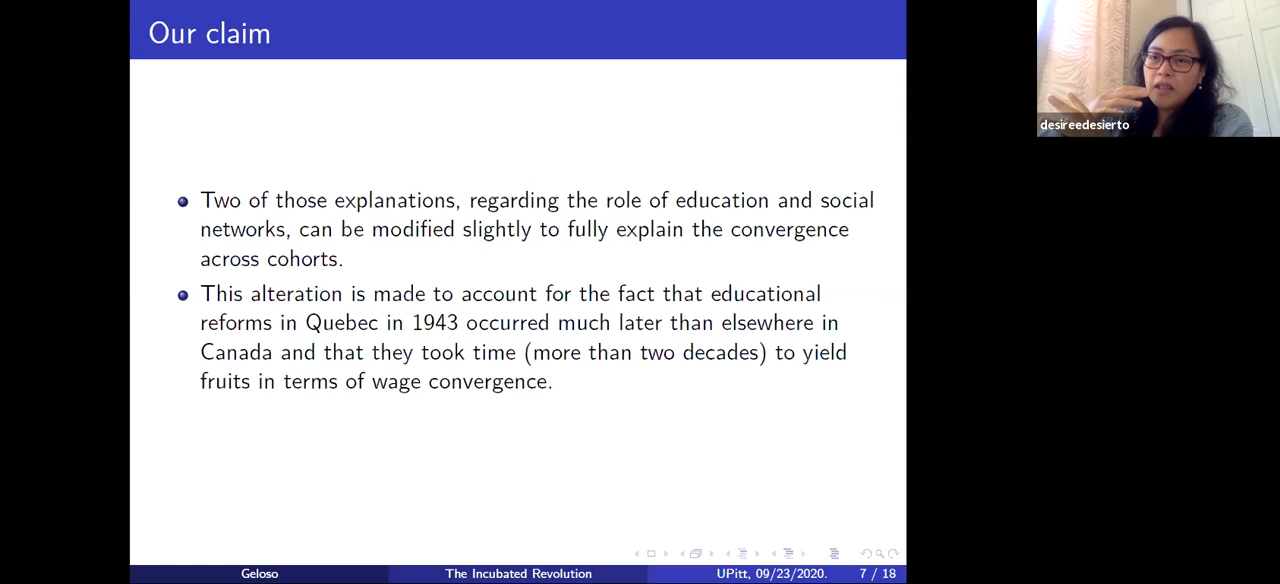 Our claim
desireedesierto
Two of those explanations, regarding the role of education and social
networks, can be modified slightly to fully explain the convergence
across cohorts.
This alteration is made to account for the fact that educational
reforms in Quebec in 1943 occurred much later than elsewhere in
Canada and that they took time (more than two decades) to yield
fruits in terms of wage convergence.
Geloso
The Incubated Revolution
UPitt, 09/23/2020.
7 / 18